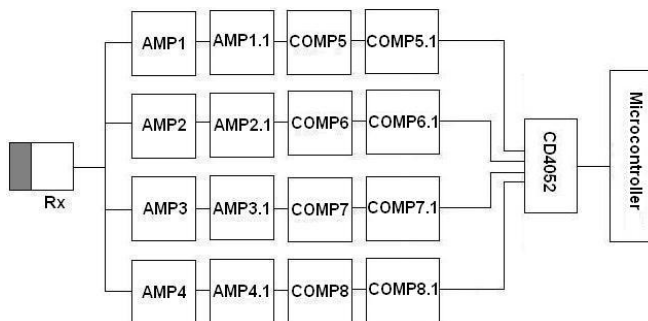 AMP1 AMP1.1 COMP5 COMP5.1
AMP2 AMP2.1 COMP6 COMP6.1
Rx
AMP3 AMP3.1 COMP7 COMP7.1
AMP4 AMP4.1 COMP8 COMP8.1
CD4052
Microcontroller